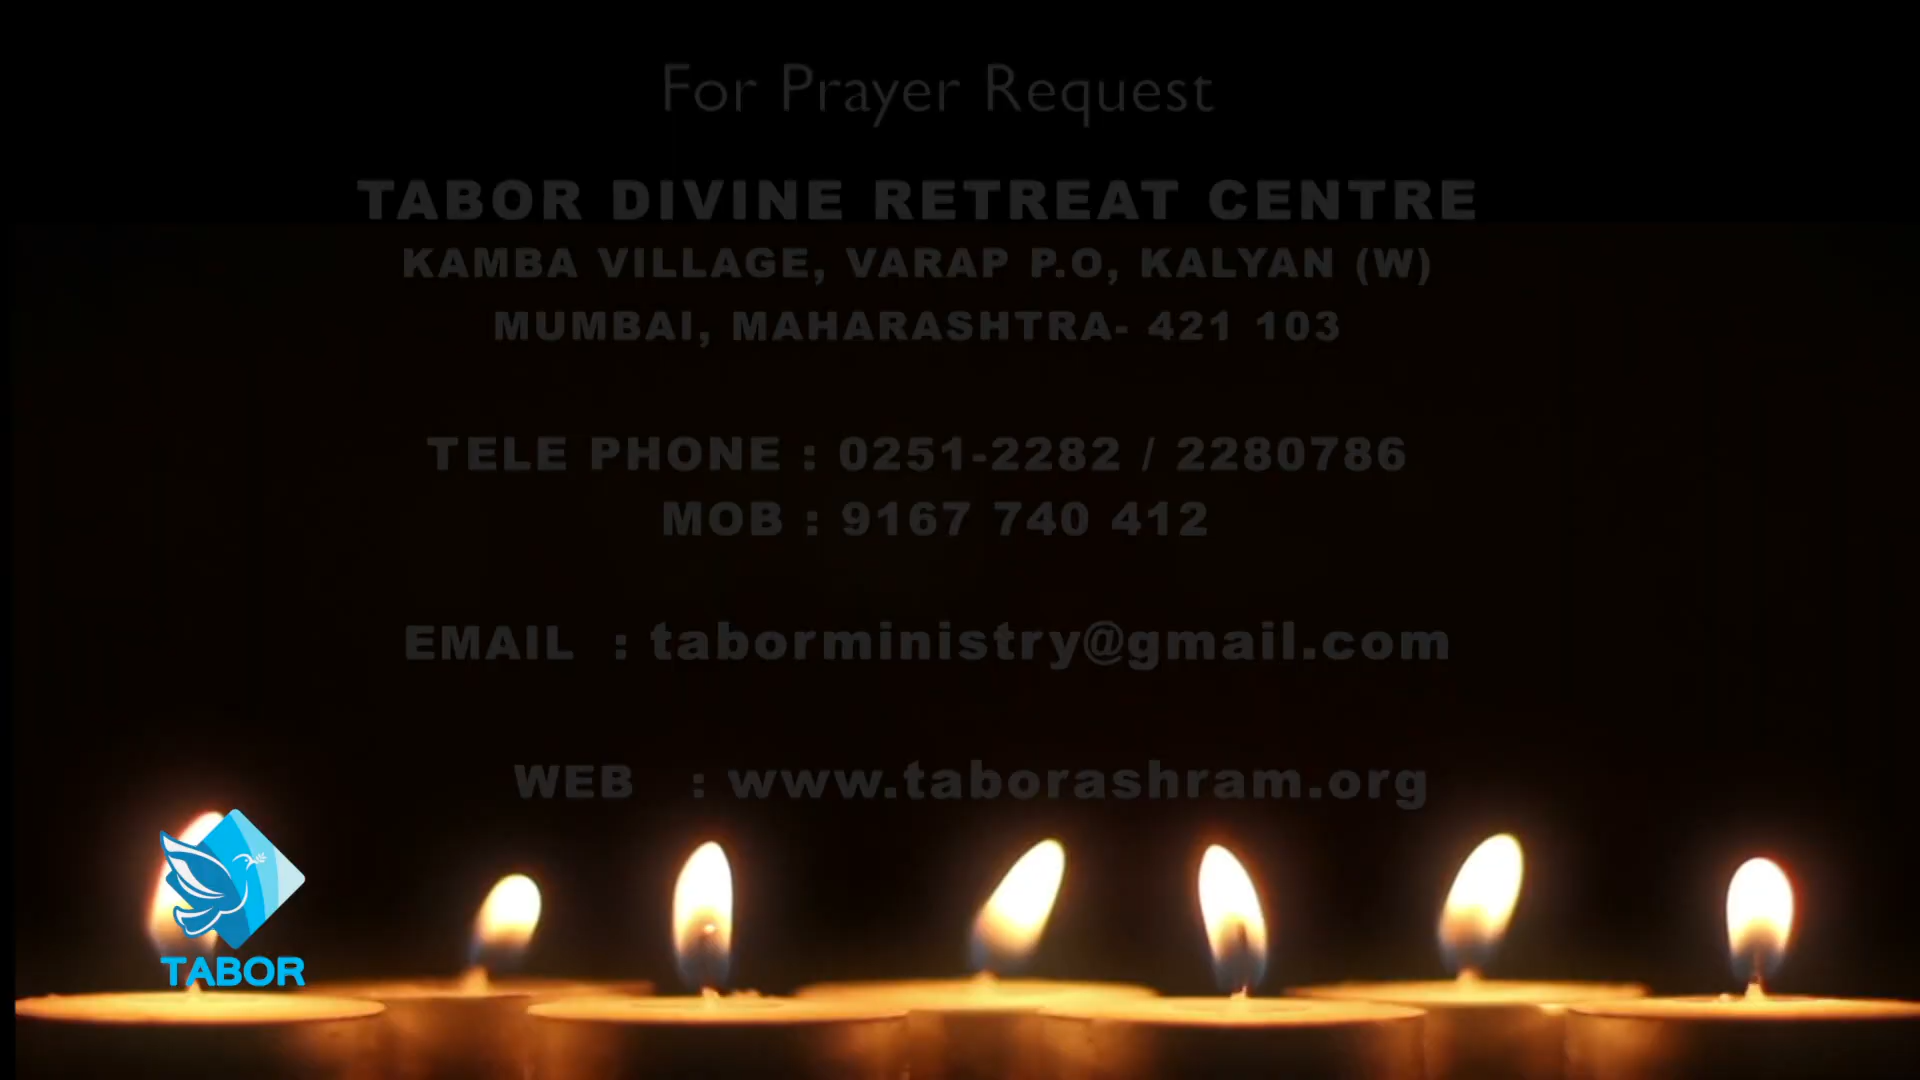 For Prayer Request
TABOR DIVINE RETREAT CENTRE
KAMBA VILLAGE, VARAP P.O, KALYAN (W)
MUMBAI, MAHARASHTRA- 421 103
TELE PHONE : 0251-2282 / 2280786
MOB : 9167 740 412
EMAIL : taborministry@gmail.com
WEB : www.taborashram.org
TABOR